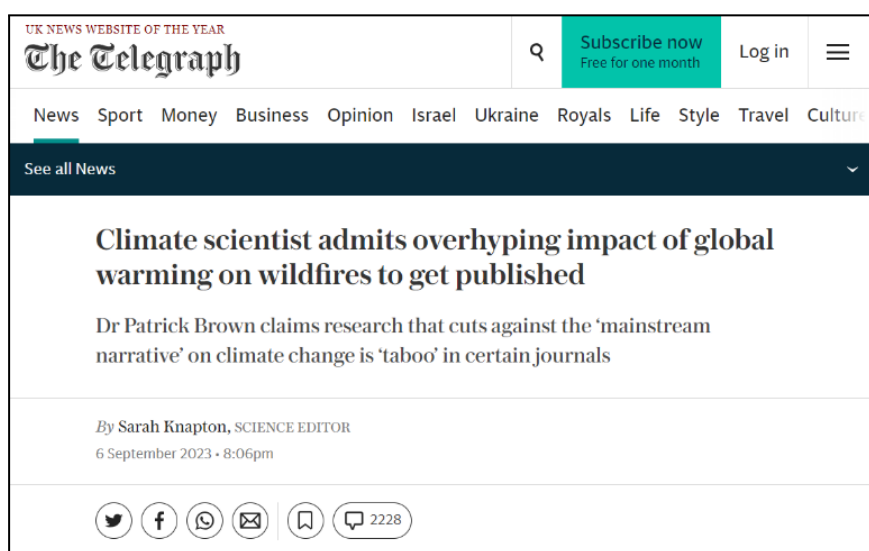 UK NEWS WEBSITE OF THE YEAR
The Telegraph
Subscribe now
Free for one month
Log in
News Sport Money Business Opinion Israel Ukraine Royals Life Style Travel Culture
See all News
Climate scientist admits overhyping impact of global
warming on wildfires to get published
Dr Patrick Brown claims research that cuts against the ‘mainstream
narrative’ on climate change is ‘taboo’ in certain journals
By Sarah Knapton, SCIENCE EDITOR
6 September 2023 • 8:06pm
2228